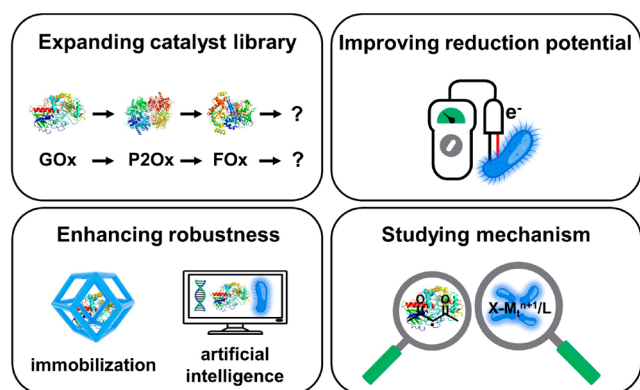 Expanding catalyst library
?
GOx P2Ox FOx ?
Improving reduction potential
e-
Enhancing robustness
immobilization
artificial
intelligence
Studying mechanism
O O
X-Mtn+1/L